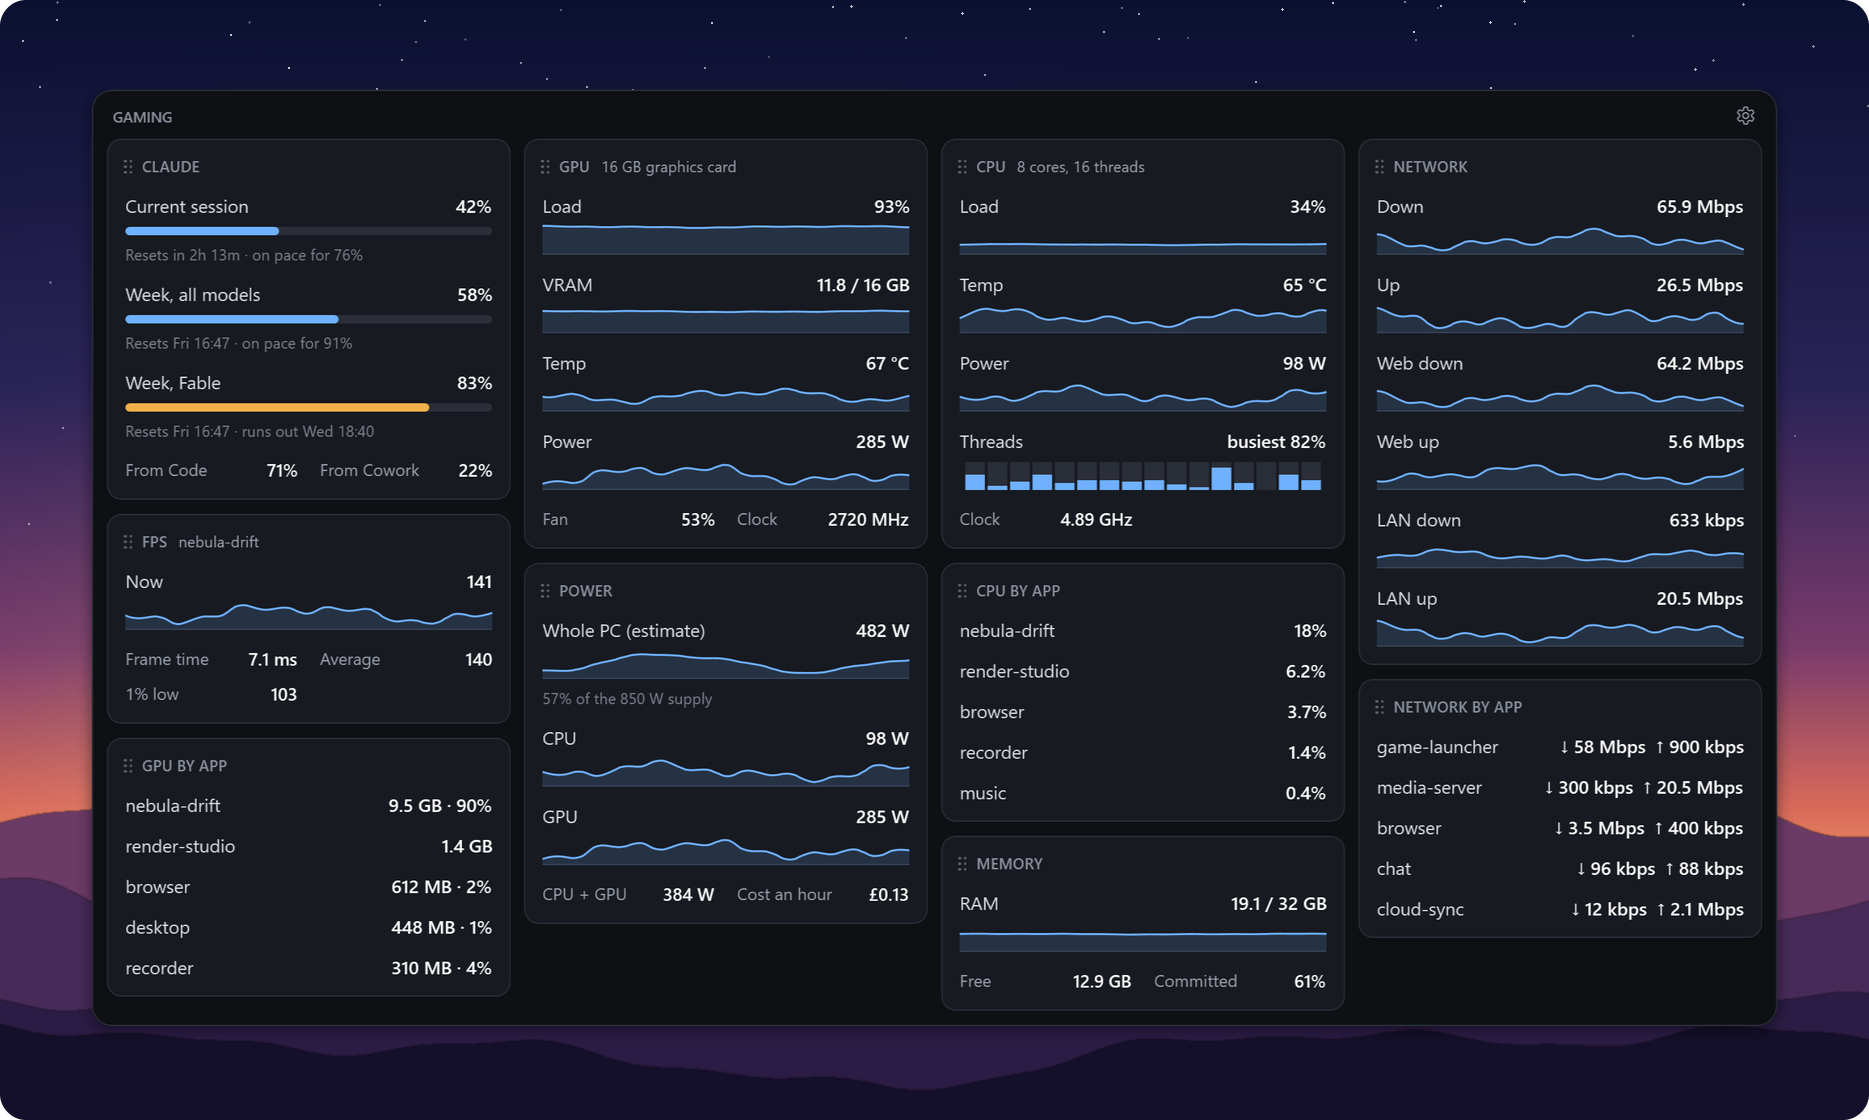 GAMING
CLAUDE
Current session 42%
Resets in 2h 13m · on pace for 76%
Week, all models 58%
Resets Fri 16:47 · on pace for 91%
Week, Fable 83%
Resets Fri 16:47 · runs out Wed 18:40
From Code 71% From Cowork 22%
FPS nebula-drift
Now 141
Frame time 7.1 ms Average 140
1% low 103
GPU BY APP
nebula-drift 9.5 GB · 90%
render-studio 1.4 GB
browser 612 MB · 2%
desktop 448 MB · 1%
recorder 310 MB · 4%
GPU 16 GB graphics card
Load 93%
VRAM 11.8 / 16 GB
Temp 67 °C
Power 285 W
Fan 53% Clock 2720 MHz
POWER
Whole PC (estimate) 482 W
57% of the 850 W supply
CPU 98 W
GPU 285 W
CPU + GPU 384 W Cost an hour £0.13
CPU 8 cores, 16 threads
Load 34%
Temp 65 °C
Power 98 W
Threads busiest 82%
Clock 4.89 GHz
CPU BY APP
nebula-drift 18%
render-studio 6.2%
browser 3.7%
recorder 1.4%
music 0.4%
MEMORY
RAM 19.1 / 32 GB
Free 12.9 GB Committed 61%
NETWORK
Down 65.9 Mbps
Up 26.5 Mbps
Web down 64.2 Mbps
Web up 5.6 Mbps
LAN down 633 kbps
LAN up 20.5 Mbps
NETWORK BY APP
game-launcher ↓ 58 Mbps ↑ 900 kbps
media-server ↓ 300 kbps ↑ 20.5 Mbps
browser ↓ 3.5 Mbps ↑ 400 kbps
chat ↓ 96 kbps ↑ 88 kbps
cloud-sync ↓ 12 kbps ↑ 2.1 Mbps